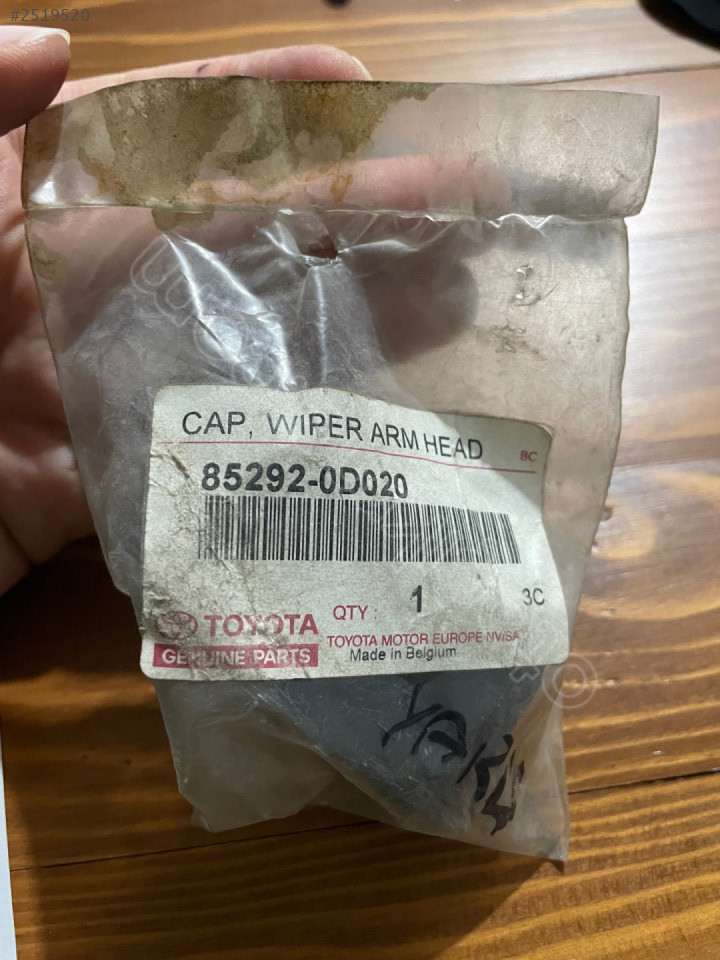 #2519520
CAP, WIPER ARM HEAD
BC
85292-0D020
QTY : 1
3C
TOYOTA
TOYOTA MOTOR EUROPE NV/SA
GENUINE PARTS
Made in Belgium
YARIS